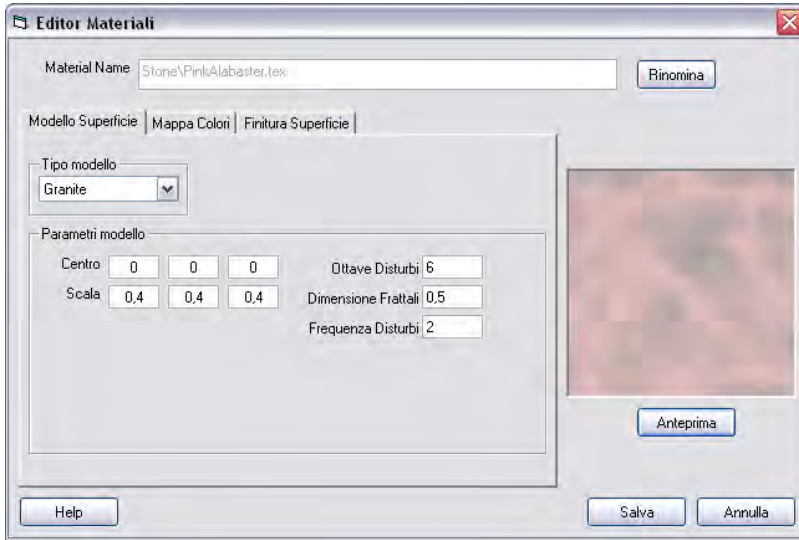 Editor Materiali
Material Name Stone\PinkAlabaster.tex Rinomina
Modello Superficie Mappa Colori Finitura Superficie
Tipo modello
Granite
Parametri modello
Centro 0 0 0 Ottave Disturbi 6
Scala 0,4 0,4 0,4 Dimensione Frattali 0,5
Frequenza Disturbi 2
Anteprima
Help Salva Annulla